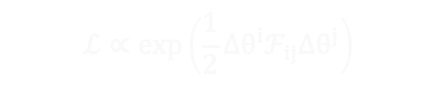 ℒ ∝ exp (1/2 Δθ^i ℱ_ij Δθ^j)